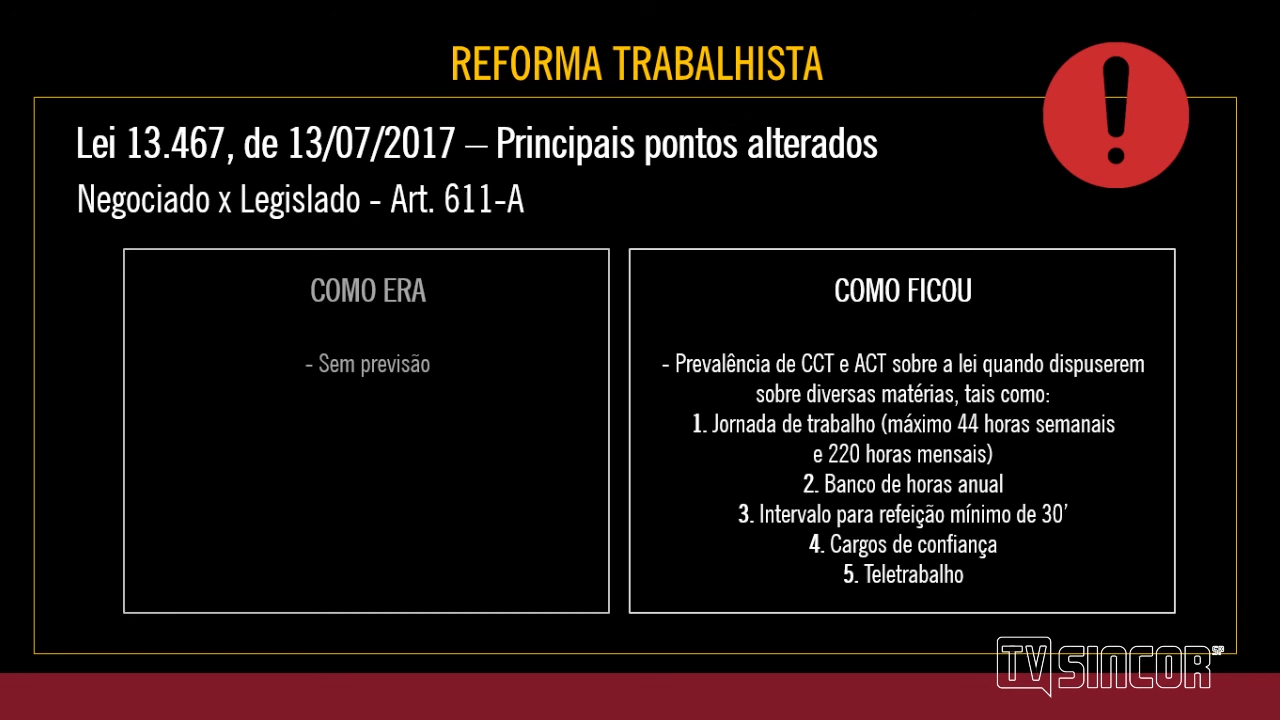 REFORMA TRABALHISTA
Lei 13.467, de 13/07/2017 – Principais pontos alterados
Negociado x Legislado - Art. 611-A
COMO ERA
- Sem previsão
COMO FICOU
- Prevalência de CCT e ACT sobre a lei quando dispuserem
sobre diversas matérias, tais como:
1. Jornada de trabalho (máximo 44 horas semanais
e 220 horas mensais)
2. Banco de horas anual
3. Intervalo para refeição mínimo de 30’
4. Cargos de confiança
5. Teletrabalho
TV SINCOR SP